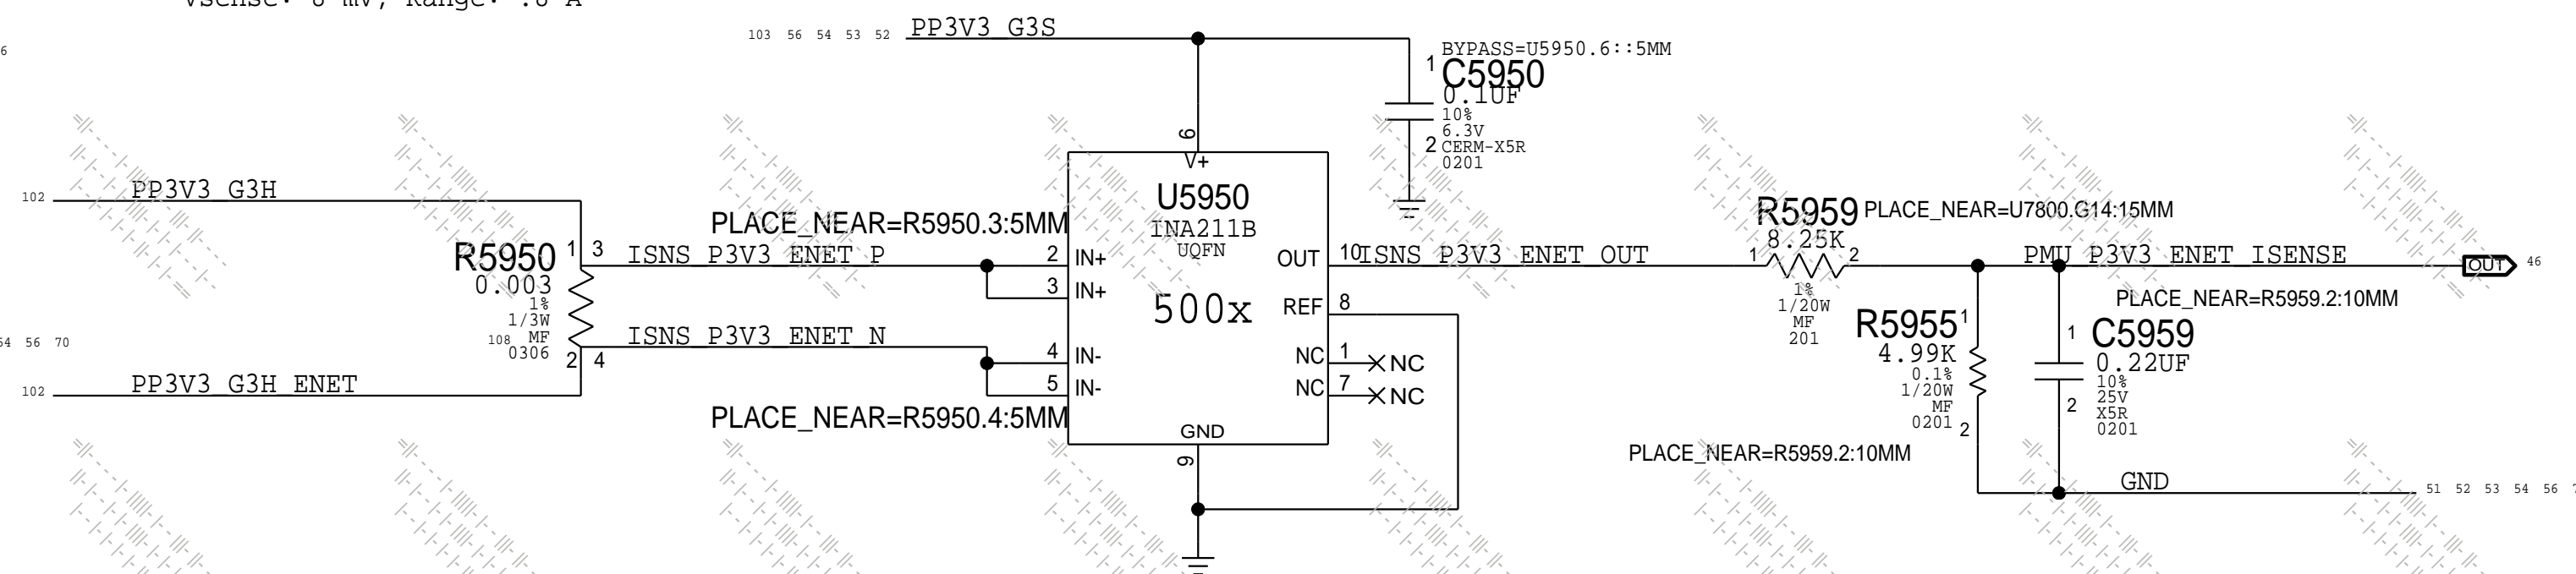 103 56 54 53 52 PP3V3_G3S
BYPASS=U5950.6::5MM
1
C5950
0.1UF
10%
6.3V
2 CERM-X5R
0201
6
V+
U5950
INA211B
UQFN
500x
102 PP3V3_G3H
PLACE_NEAR=R5950.3:5MM
R5950 1 3
0.003
1%
1/3W
108 MF
0306
2 4
ISNS_P3V3_ENET_P
2 IN+
3 IN+
ISNS_P3V3_ENET_N
4 IN-
5 IN-
54 56 70
102 PP3V3_G3H_ENET
PLACE_NEAR=R5950.4:5MM
OUT 10 ISNS_P3V3_ENET_OUT
REF 8
NC 1 NC
NC 7 NC
GND
9
R5959 PLACE_NEAR=U7800.G14:15MM
8.25K
1 2
1%
1/20W
MF
201
PMU_P3V3_ENET_ISENSE
OUT 46
PLACE_NEAR=R5959.2:10MM
R5955 1
4.99K
0.1%
1/20W
MF
0201
2
1 C5959
0.22UF
10%
25V
2 X5R
0201
PLACE_NEAR=R5959.2:10MM
GND
51 52 53 54 56